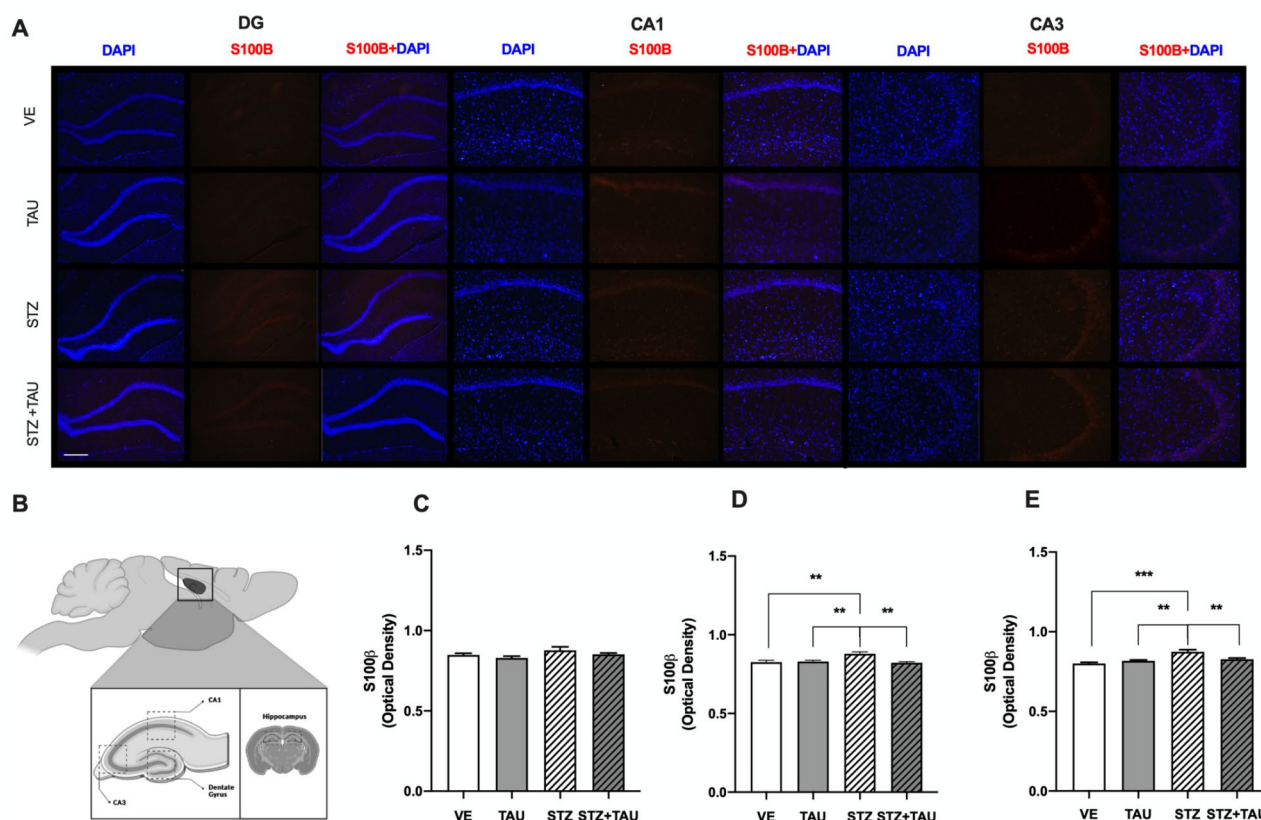 A
DG CA1 CA3
DAPI S100B S100B+DAPI DAPI S100B S100B+DAPI DAPI S100B S100B+DAPI
VE
TAU
STZ
STZ +TAU
B
CA1
CA3
Dentate
Gyrus
Hippocampus
C
S100β
(Optical Density)
1.5
1.0
0.5
0.0
VE TAU STZ STZ+TAU
D
S100β
(Optical Density)
1.5
1.0
0.5
0.0
**
** **
VE TAU STZ STZ+TAU
E
S100β
(Optical Density)
1.5
1.0
0.5
0.0
***
** **
VE TAU STZ STZ+TAU